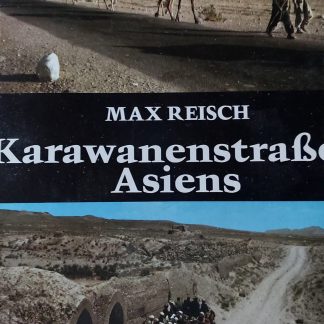 MAX REISCH
Karawanenstraße
Asiens